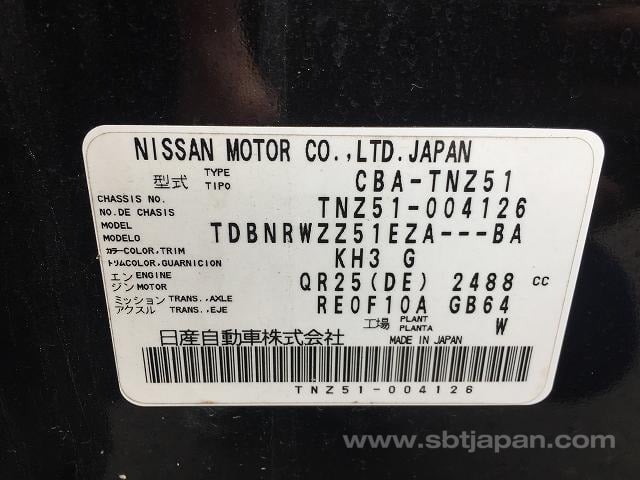 NISSAN MOTOR CO.,LTD.JAPAN
型式 TYPE TIPO CBA-TNZ51
CHASSIS NO. NO.DE CHASIS TNZ51-004126
MODEL MODELO TDBNRWZZ51EZA---BA
カラーCOLOR,TRIM トリムCOLOR,GUARNICION KH3 G
エンジン ENGINE MOTOR QR25(DE) 2488 cc
ミッション アクスル TRANS.,AXLE TRANS.,EJE RE0F10A GB64
工場 PLANT PLANTA W
日産自動車株式会社 MADE IN JAPAN
TNZ51-004126
www.sbtjapan.com